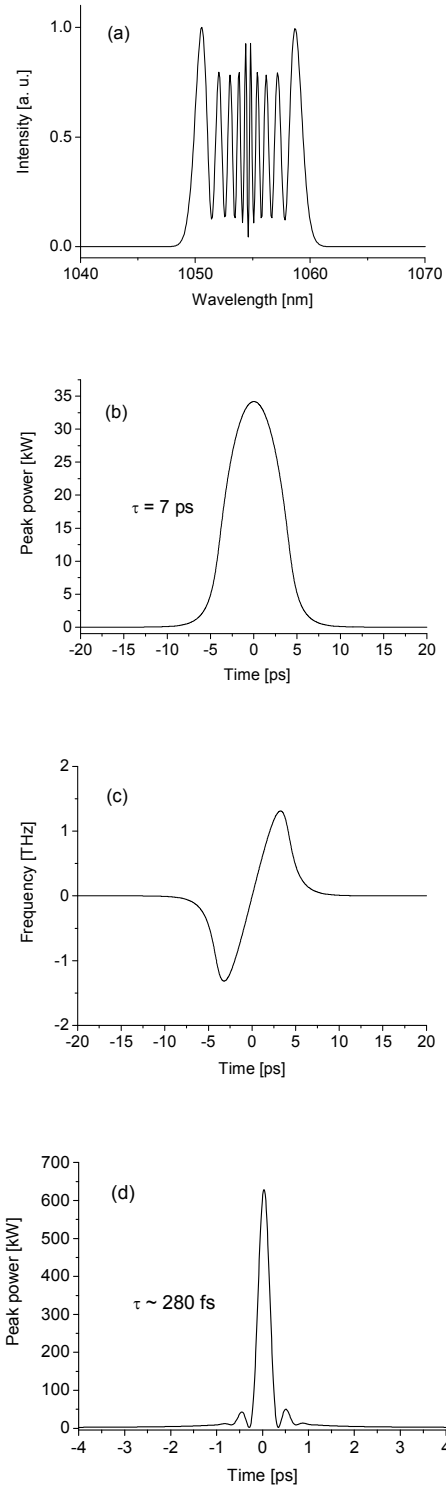 (a)
Intensity [a. u.]
1.0
0.5
0.0
1040 1050 1060 1070
Wavelength [nm]
(b)
Peak power [kW]
35
30
25
20
15
10
5
0
τ = 7 ps
-20 -15 -10 -5 0 5 10 15 20
Time [ps]
(c)
Frequency [THz]
2
1
0
-1
-2
-20 -15 -10 -5 0 5 10 15 20
Time [ps]
(d)
Peak power [kW]
700
600
500
400
300
200
100
0
τ ~ 280 fs
-4 -3 -2 -1 0 1 2 3 4
Time [ps]